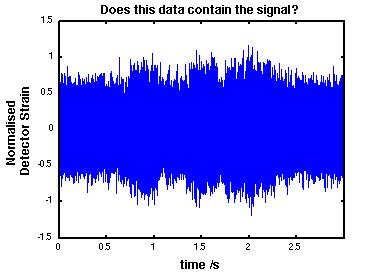 Does this data contain the signal?
Normalised
Detector Strain
1.5
1
0.5
0
-0.5
-1
-1.5
0 0.5 1 1.5 2 2.5
time /s